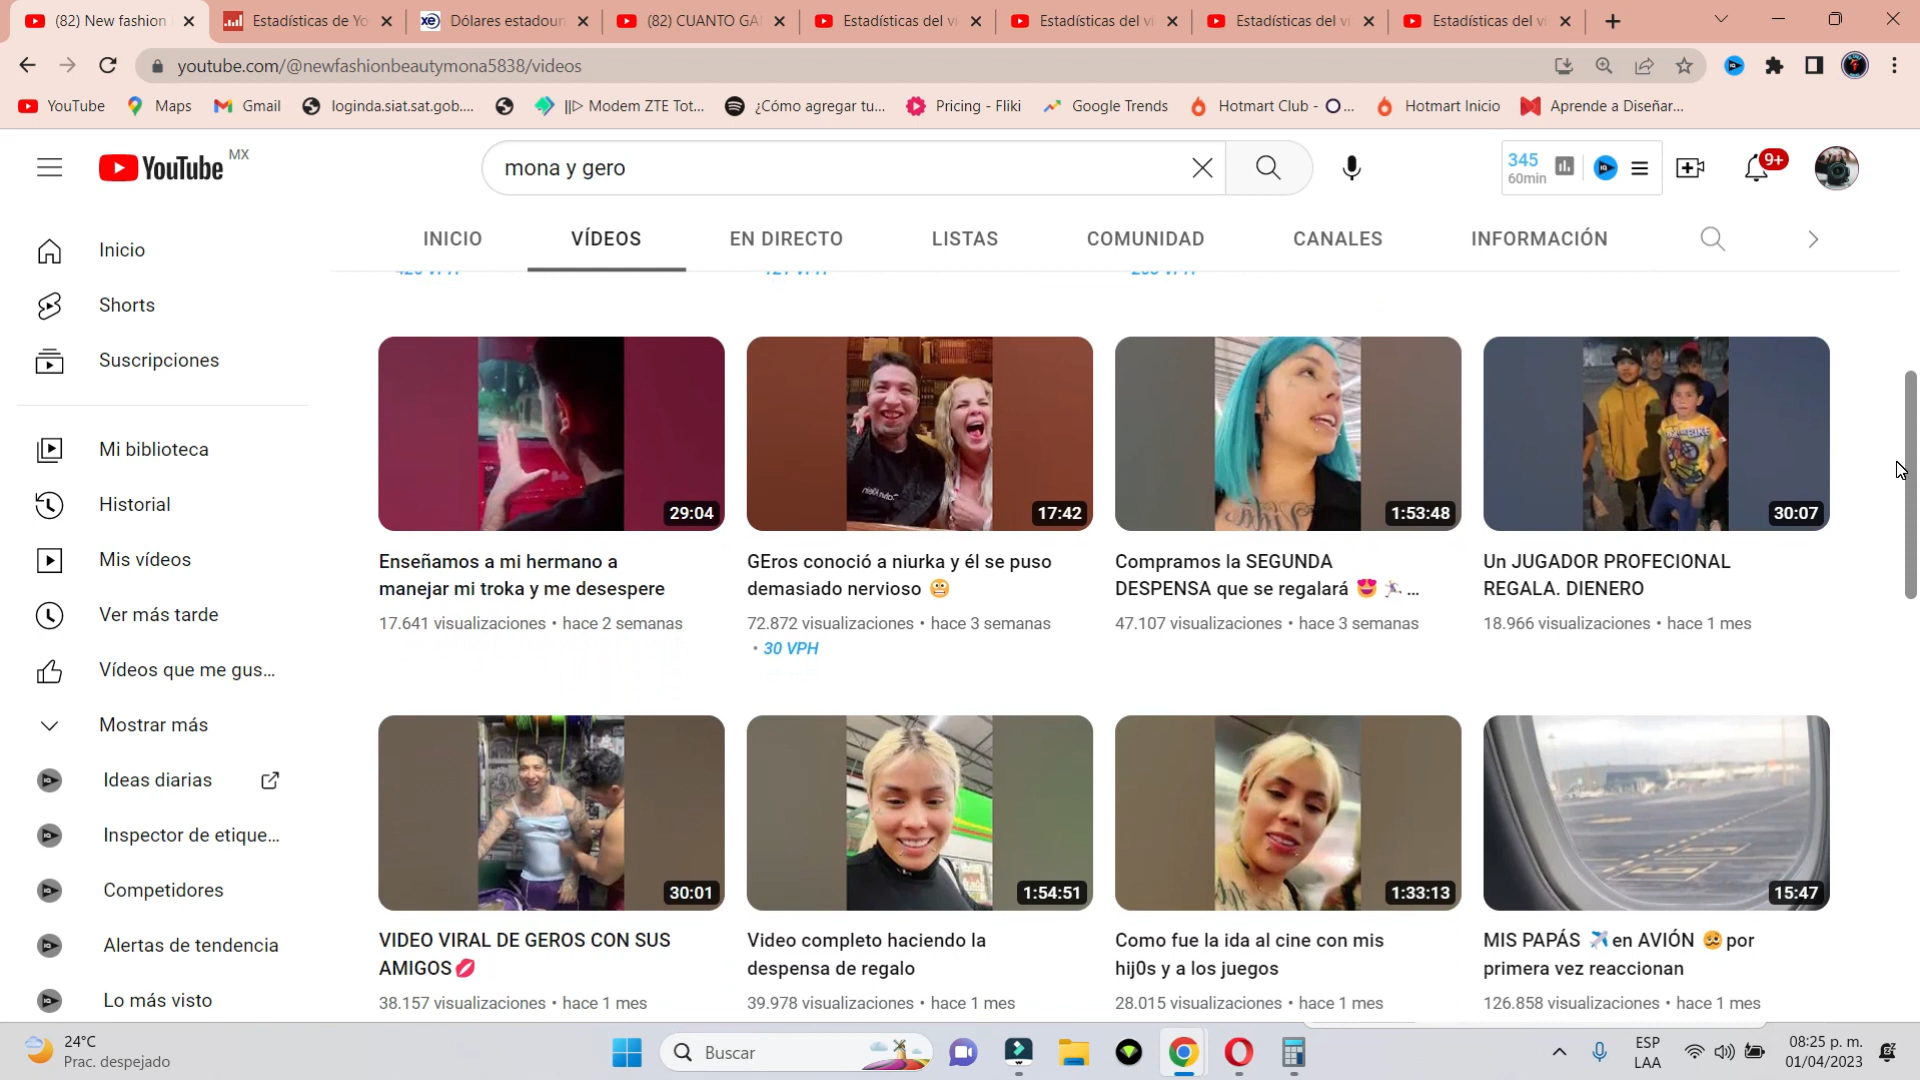 (82) New fashion
Estadísticas de Yo
Dólares estadoun
(82) CUANTO GA
Estadísticas del vi
Estadísticas del vi
Estadísticas del vi
Estadísticas del vi
youtube.com/@newfashionbeautymona5838/videos
YouTube
Maps
Gmail
loginda.siat.sat.gob....
||▷ Modem ZTE Tot...
¿Cómo agregar tu...
Pricing - Fliki
Google Trends
Hotmart Club - O...
Hotmart Inicio
Aprende a Diseñar...
YouTube MX
mona y gero
345
60min
9+
INICIO
VÍDEOS
EN DIRECTO
LISTAS
COMUNIDAD
CANALES
INFORMACIÓN
Inicio
Shorts
Suscripciones
Mi biblioteca
Historial
Mis vídeos
Ver más tarde
Vídeos que me gus...
Mostrar más
Ideas diarias
Inspector de etique...
Competidores
Alertas de tendencia
Lo más visto
29:04
17:42
1:53:48
30:07
Enseñamos a mi hermano a
manejar mi troka y me desespere
17.641 visualizaciones • hace 2 semanas
GEros conoció a niurka y él se puso
demasiado nervioso 😬
72.872 visualizaciones • hace 3 semanas
• 30 VPH
Compramos la SEGUNDA
DESPENSA que se regalará 😍 🤾🏻‍♀️ ...
47.107 visualizaciones • hace 3 semanas
Un JUGADOR PROFECIONAL
REGALA. DIENERO
18.966 visualizaciones • hace 1 mes
30:01
1:54:51
1:33:13
15:47
VIDEO VIRAL DE GEROS CON SUS
AMIGOS💋
38.157 visualizaciones • hace 1 mes
Video completo haciendo la
despensa de regalo
39.978 visualizaciones • hace 1 mes
Como fue la ida al cine con mis
hij0s y a los juegos
28.015 visualizaciones • hace 1 mes
MIS PAPÁS ✈️en AVIÓN 🥴por
primera vez reaccionan
126.858 visualizaciones • hace 1 mes
24°C
Prac. despejado
Buscar
ESP
LAA
08:25 p. m.
01/04/2023